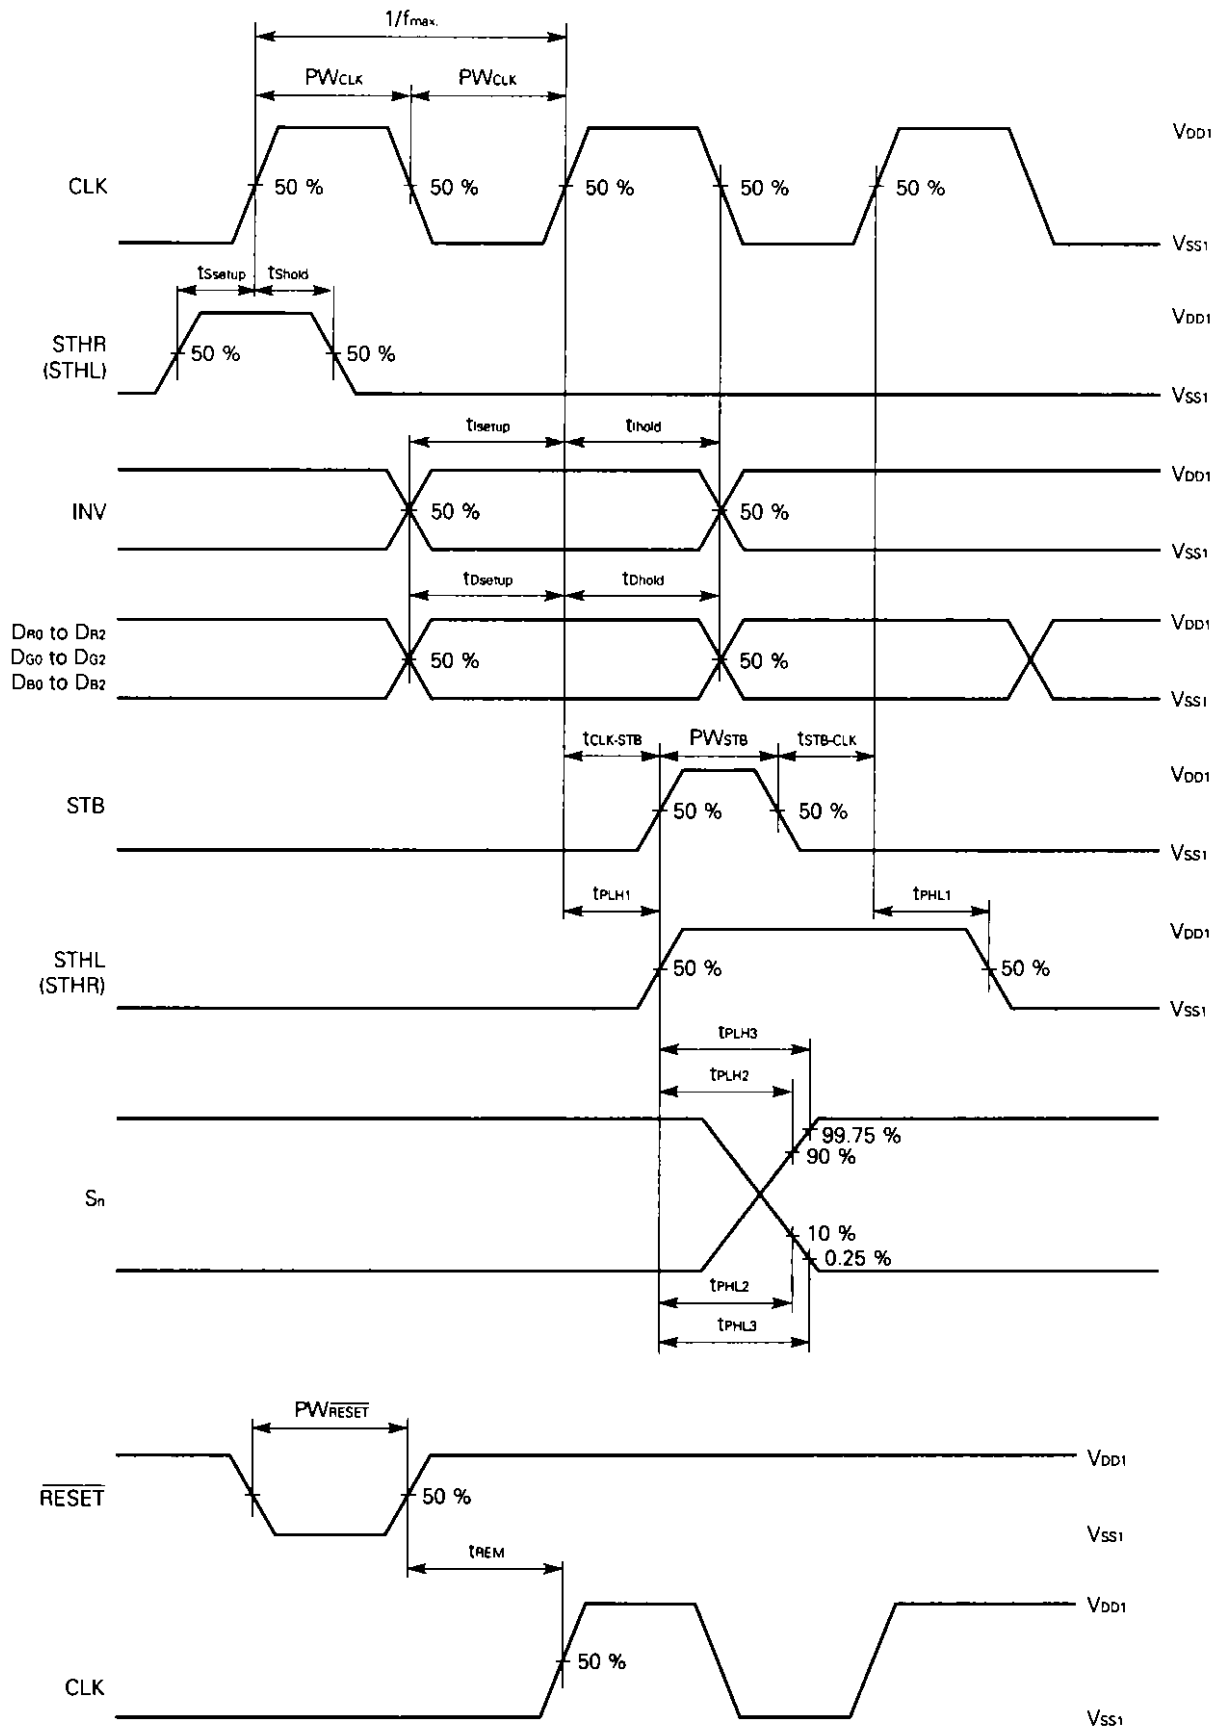 1/fmax.
PWCLK PWCLK
VDD1
CLK 50 % 50 % 50 % 50 % 50 %
VSS1
tSsetup tShold
VDD1
STHR
(STHL) 50 % 50 %
VSS1
tIsetup tIhold
VDD1
INV 50 % 50 %
VSS1
tDsetup tDhold
VDD1
DR0 to DR2
DG0 to DG2 50 % 50 %
DB0 to DB2
VSS1
tCLK-STB PWSTB tSTB-CLK
VDD1
STB 50 % 50 %
VSS1
tPLH1 tPHL1
VDD1
STHL
(STHR) 50 % 50 %
VSS1
tPLH3
tPLH2
99.75 %
90 %
Sn
10 %
0.25 %
tPHL2
tPHL3
PWRESET
VDD1
RESET 50 %
VSS1
tREM
VDD1
50 %
CLK
VSS1